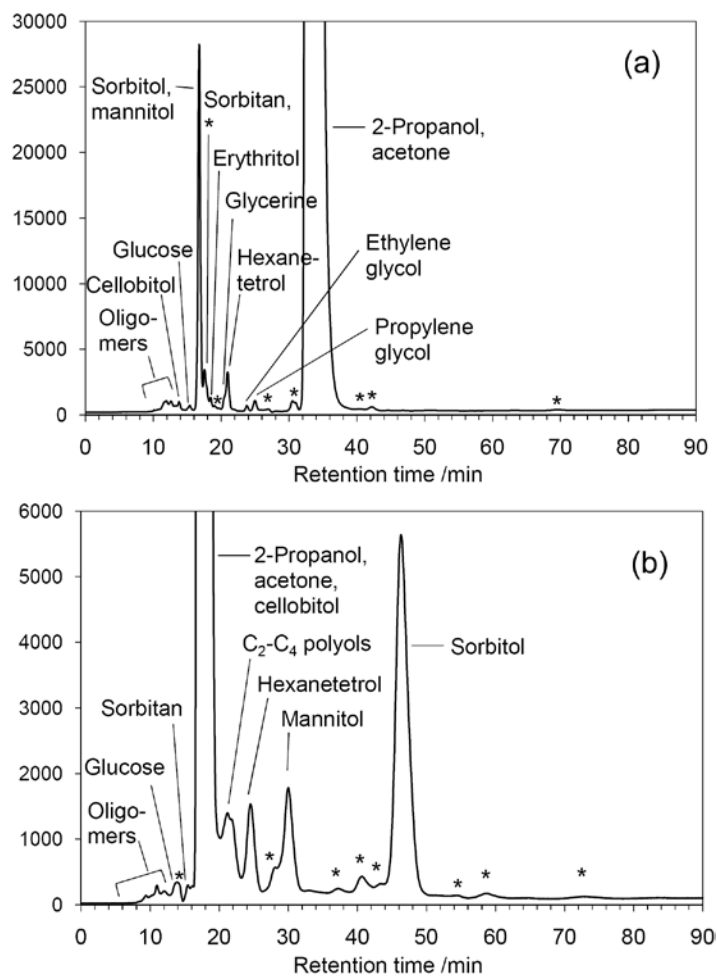 30000
25000
20000
15000
10000
5000
0
(a)
Sorbitol,
mannitol
Sorbitan,
*
Erythritol
Glycerine
Glucose
Hexane-
tetrol
Cellobitol
Oligo-
mers
2-Propanol,
acetone
Ethylene
glycol
Propylene
glycol
* * * * * *
0 10 20 30 40 50 60 70 80 90
Retention time /min
6000
5000
4000
3000
2000
1000
0
(b)
2-Propanol,
acetone,
cellobitol
C₂-C₄ polyols
Hexanetetrol
Mannitol
Sorbitol
Sorbitan
Glucose
Oligo-
mers
* * * * * * * *
0 10 20 30 40 50 60 70 80 90
Retention time /min